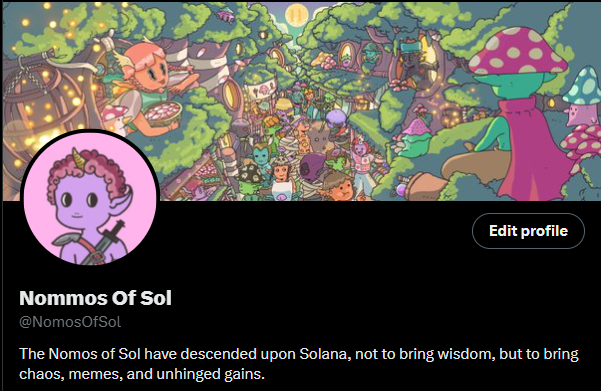 Edit profile
Nommos Of Sol
@NomosOfSol
The Nomos of Sol have descended upon Solana, not to bring wisdom, but to bring
chaos, memes, and unhinged gains.